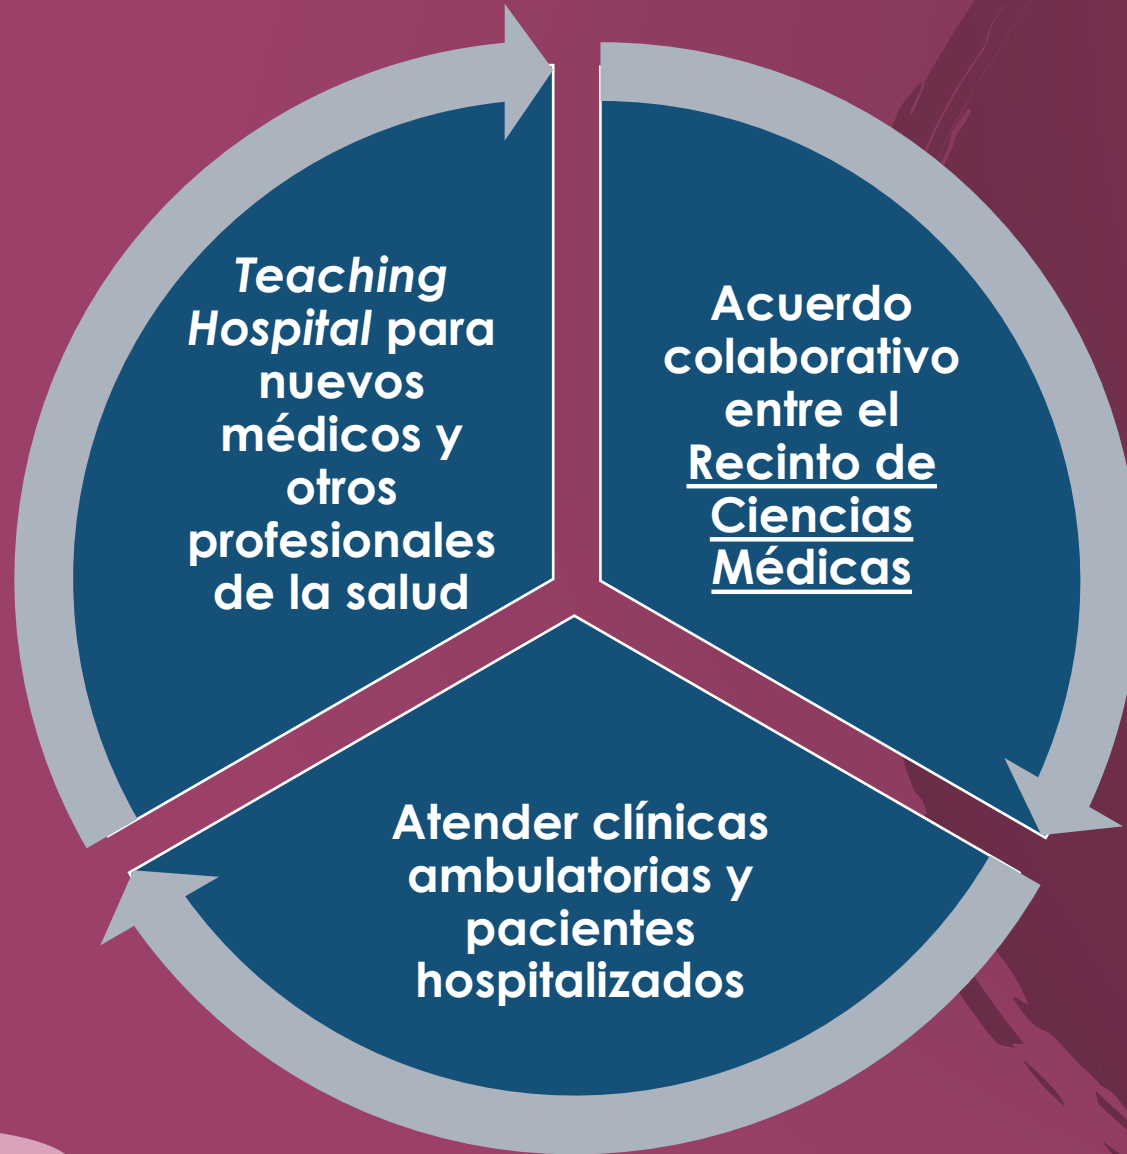 Teaching
Hospital para
nuevos
médicos y
otros
profesionales
de la salud
Acuerdo
colaborativo
entre el
Recinto de
Ciencias
Médicas
Atender clínicas
ambulatorias y
pacientes
hospitalizados